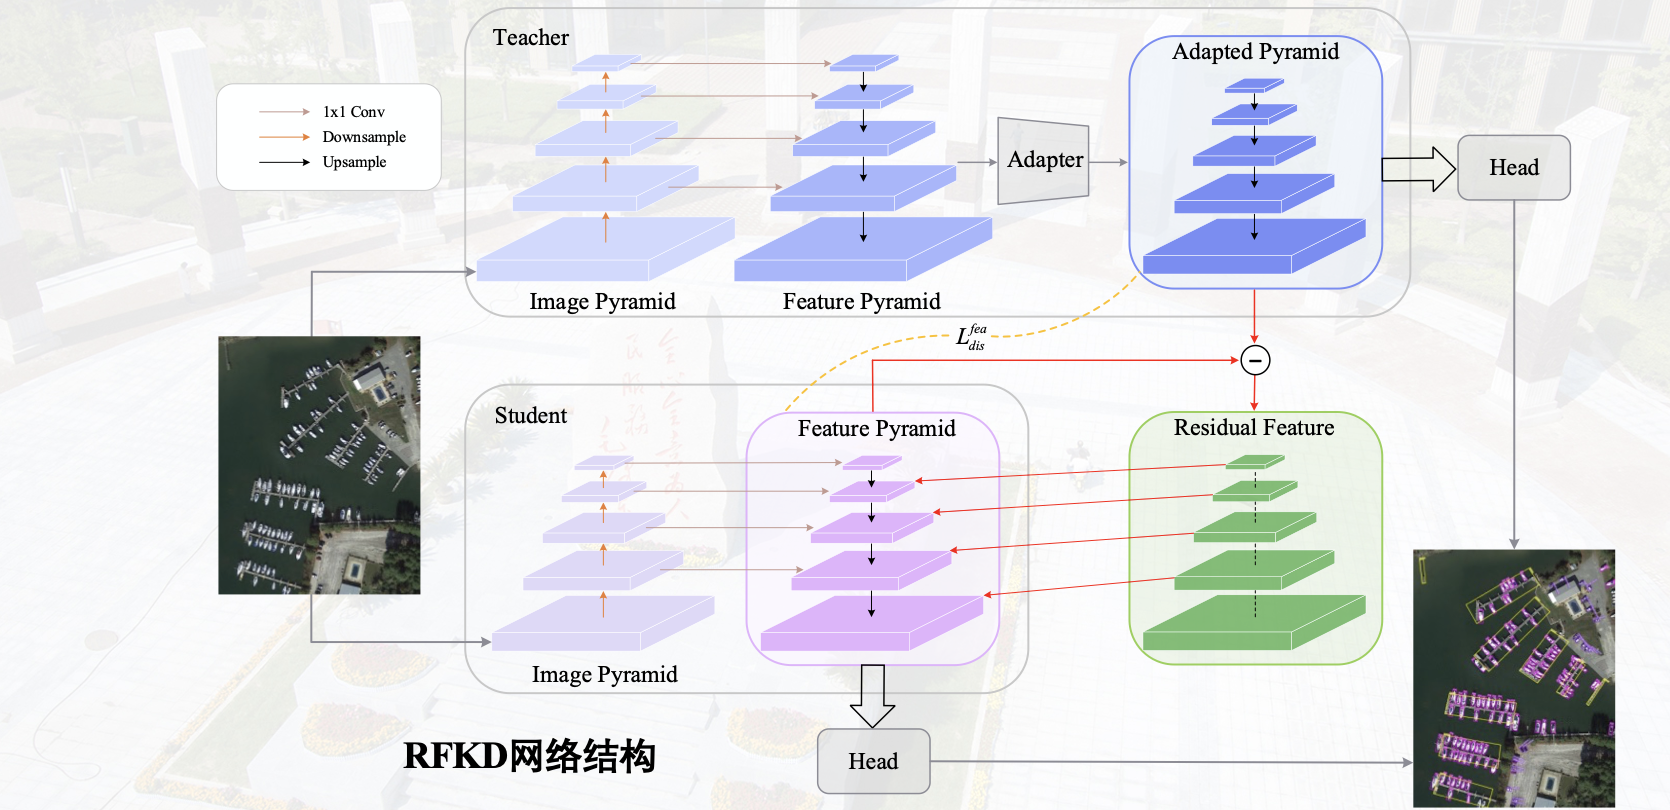 Teacher
Adapted Pyramid
1x1 Conv
Downsample
Upsample
Adapter
Head
Image Pyramid
Feature Pyramid
L_{dis}^{fea}
−
Student
Feature Pyramid
Residual Feature
Image Pyramid
RFKD网络结构
Head